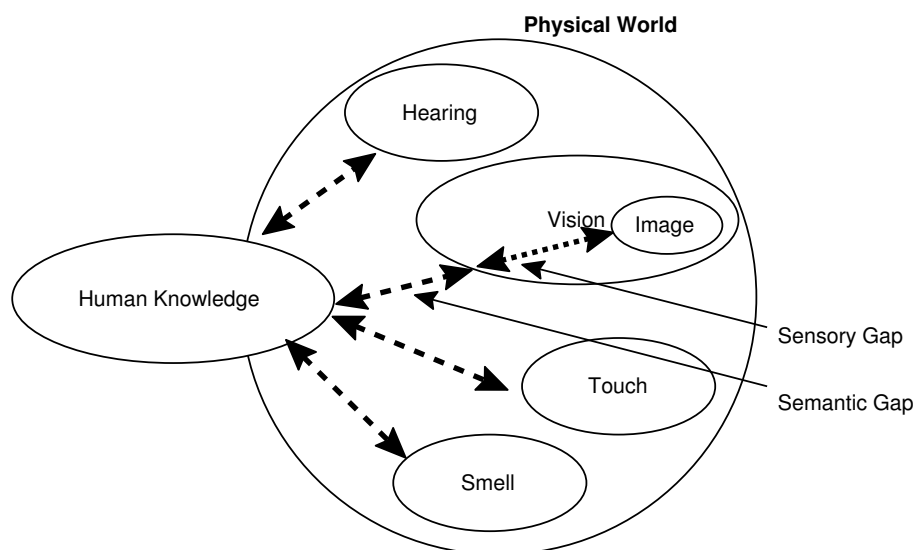 Physical World
Hearing
Vision
Image
Human Knowledge
Sensory Gap
Touch
Semantic Gap
Smell